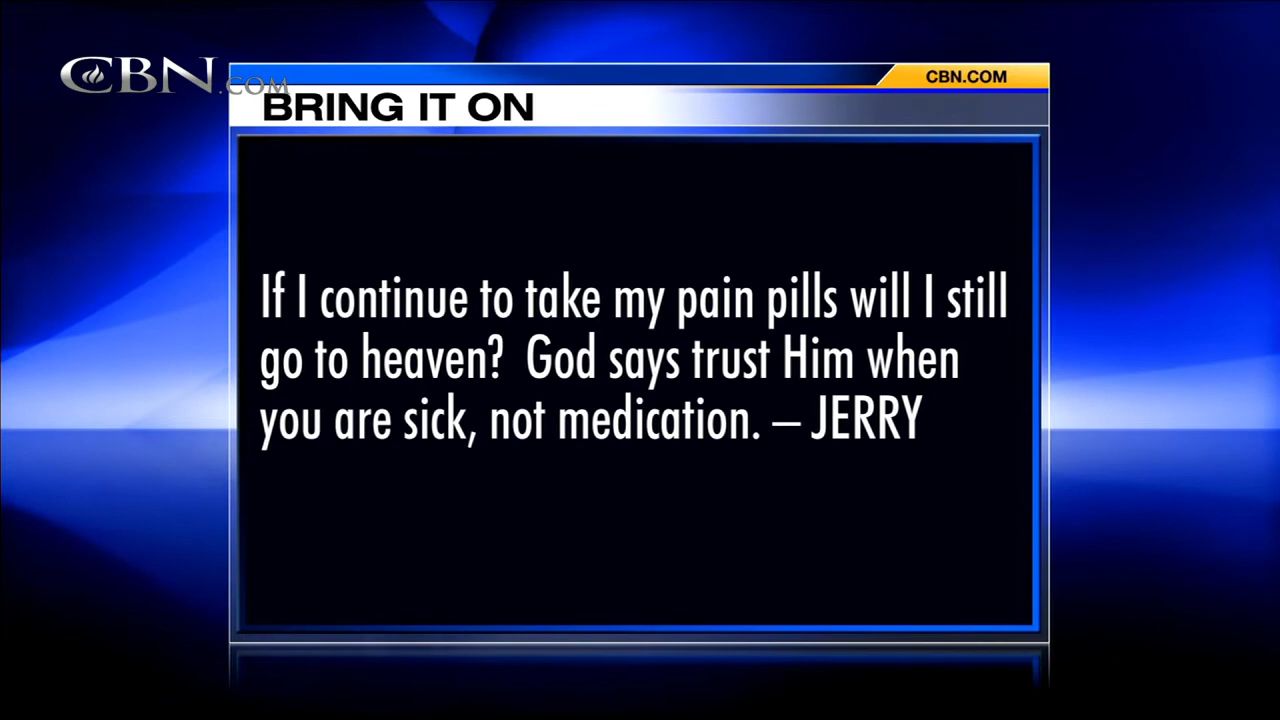 CBN.COM
CBN.COM
BRING IT ON
If I continue to take my pain pills will I still
go to heaven?  God says trust Him when
you are sick, not medication. – JERRY